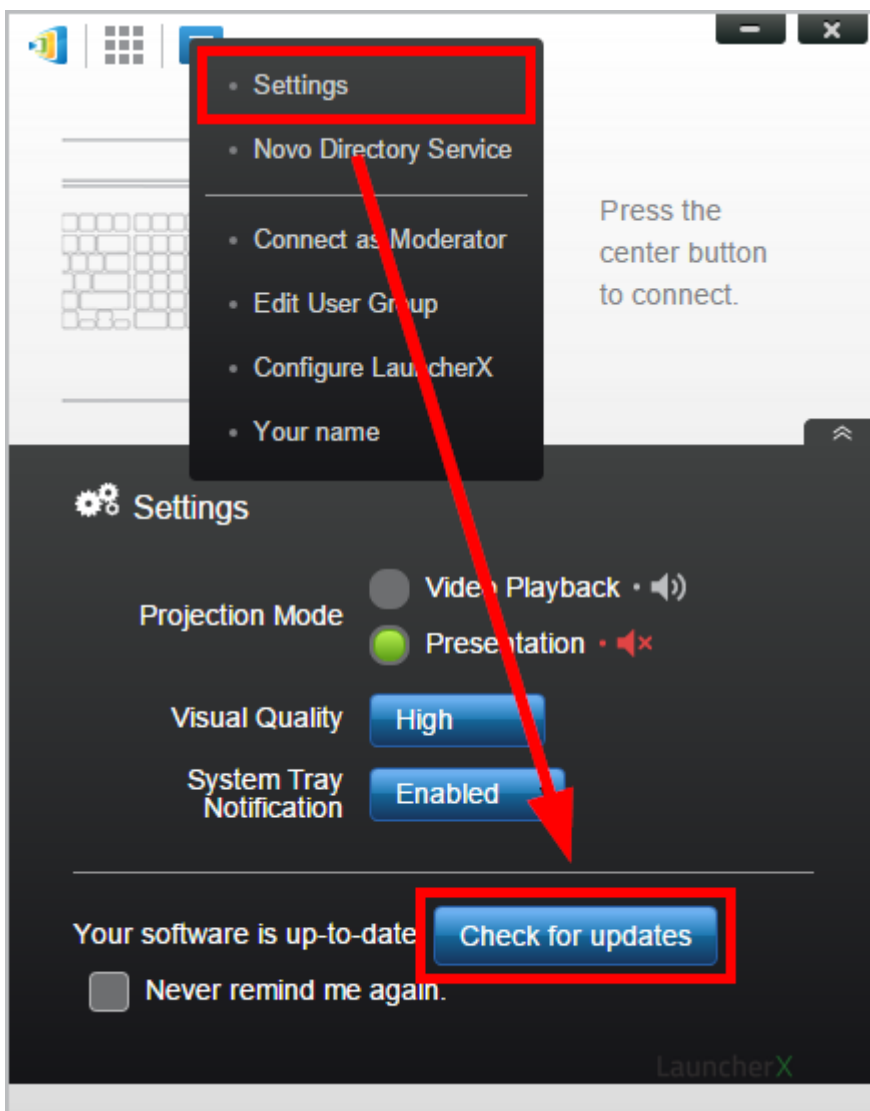 Settings
Novo Directory Service
Connect as Moderator
Edit User Group
Configure LauncherX
Your name
Press the
center button
to connect.
Settings
Projection Mode
Video Playback
Presentation
Visual Quality
High
System Tray
Notification
Enabled
Your software is up-to-date
Check for updates
Never remind me again.
LauncherX